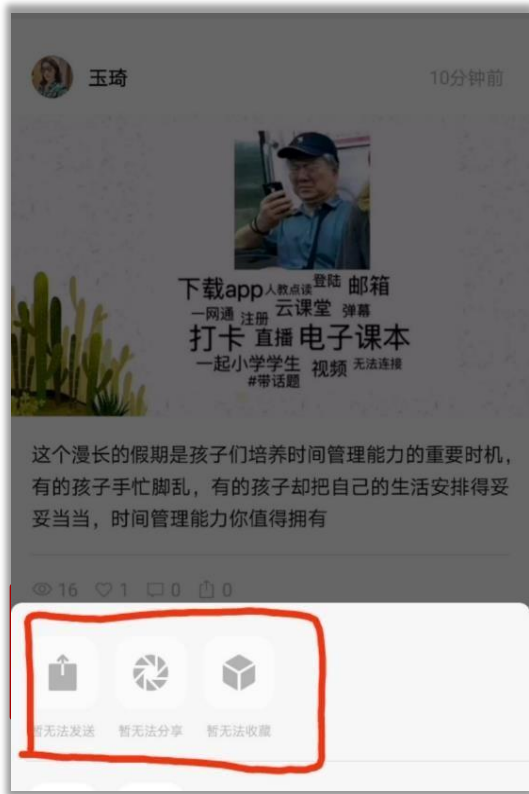 玉琦
10分钟前
下载app 人教点读 登陆 邮箱
一网通 注册 云课堂 弹幕
打卡 直播 电子课本
一起小学学生 视频 无法连接
#带话题
这个漫长的假期是孩子们培养时间管理能力的重要时机，
有的孩子手忙脚乱，有的孩子却把自己的生活安排得妥
妥当当，时间管理能力你值得拥有
16 1 0 0
暂无法发送 暂无法分享 暂无法收藏